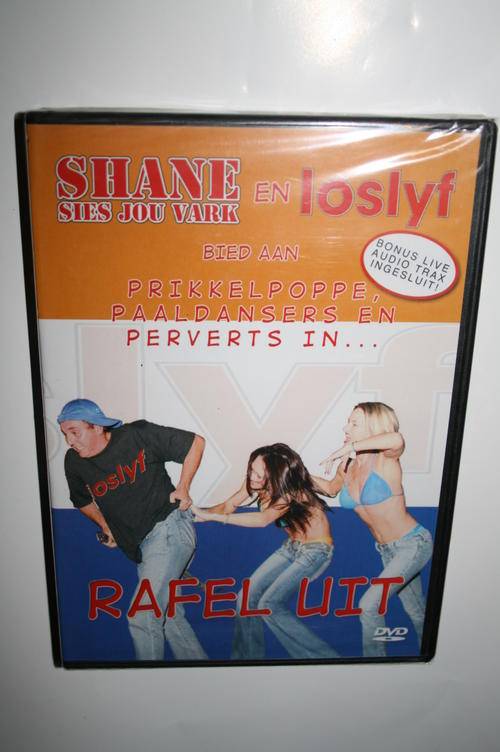 SHANE
SIES JOU VARK
EN loslyf
BIED AAN
BONUS LIVE
AUDIO TRAX
INGESLUIT!
PRIKKELPOPPE,
PAALDANSERS EN
PERVERTS IN...
loslyf
RAFEL UIT
DVD